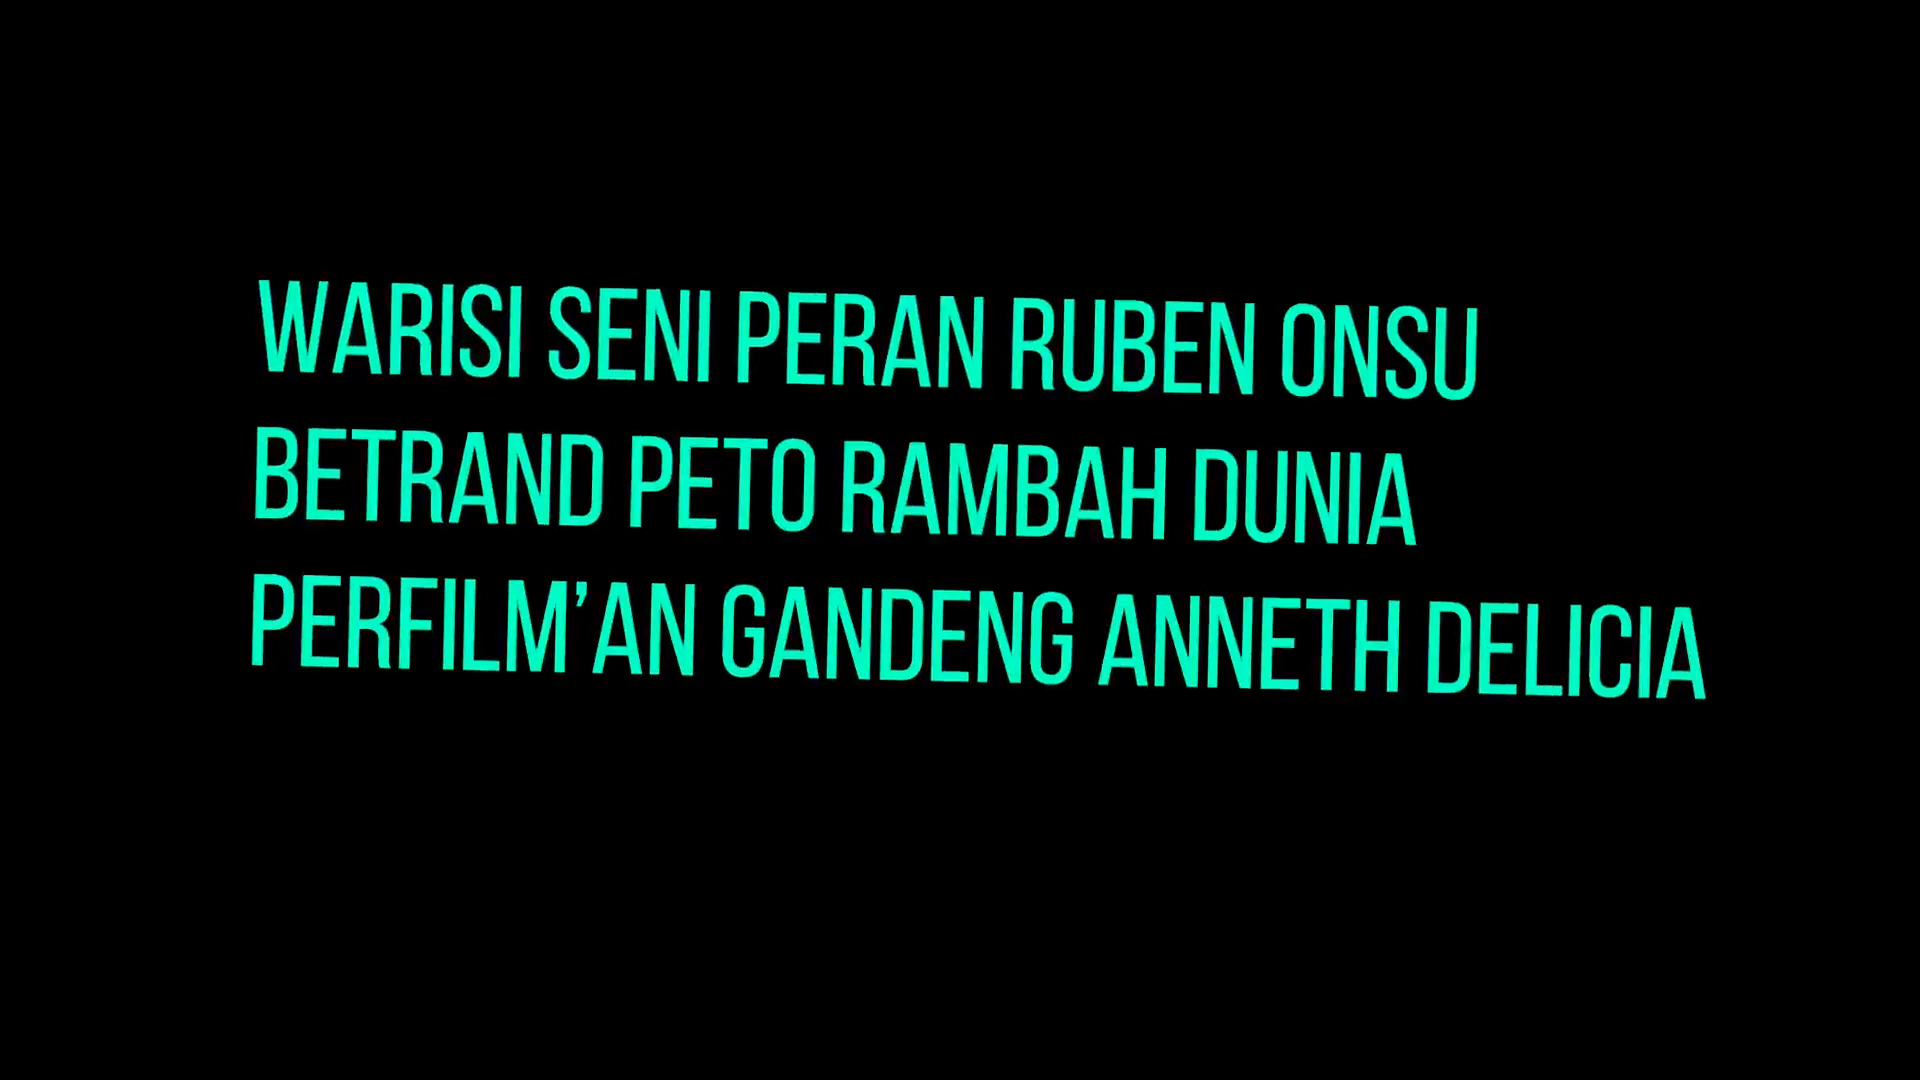 WARISI SENI PERAN RUBEN ONSU
BETRAND PETO RAMBAH DUNIA
PERFILM’AN GANDENG ANNETH DELICIA